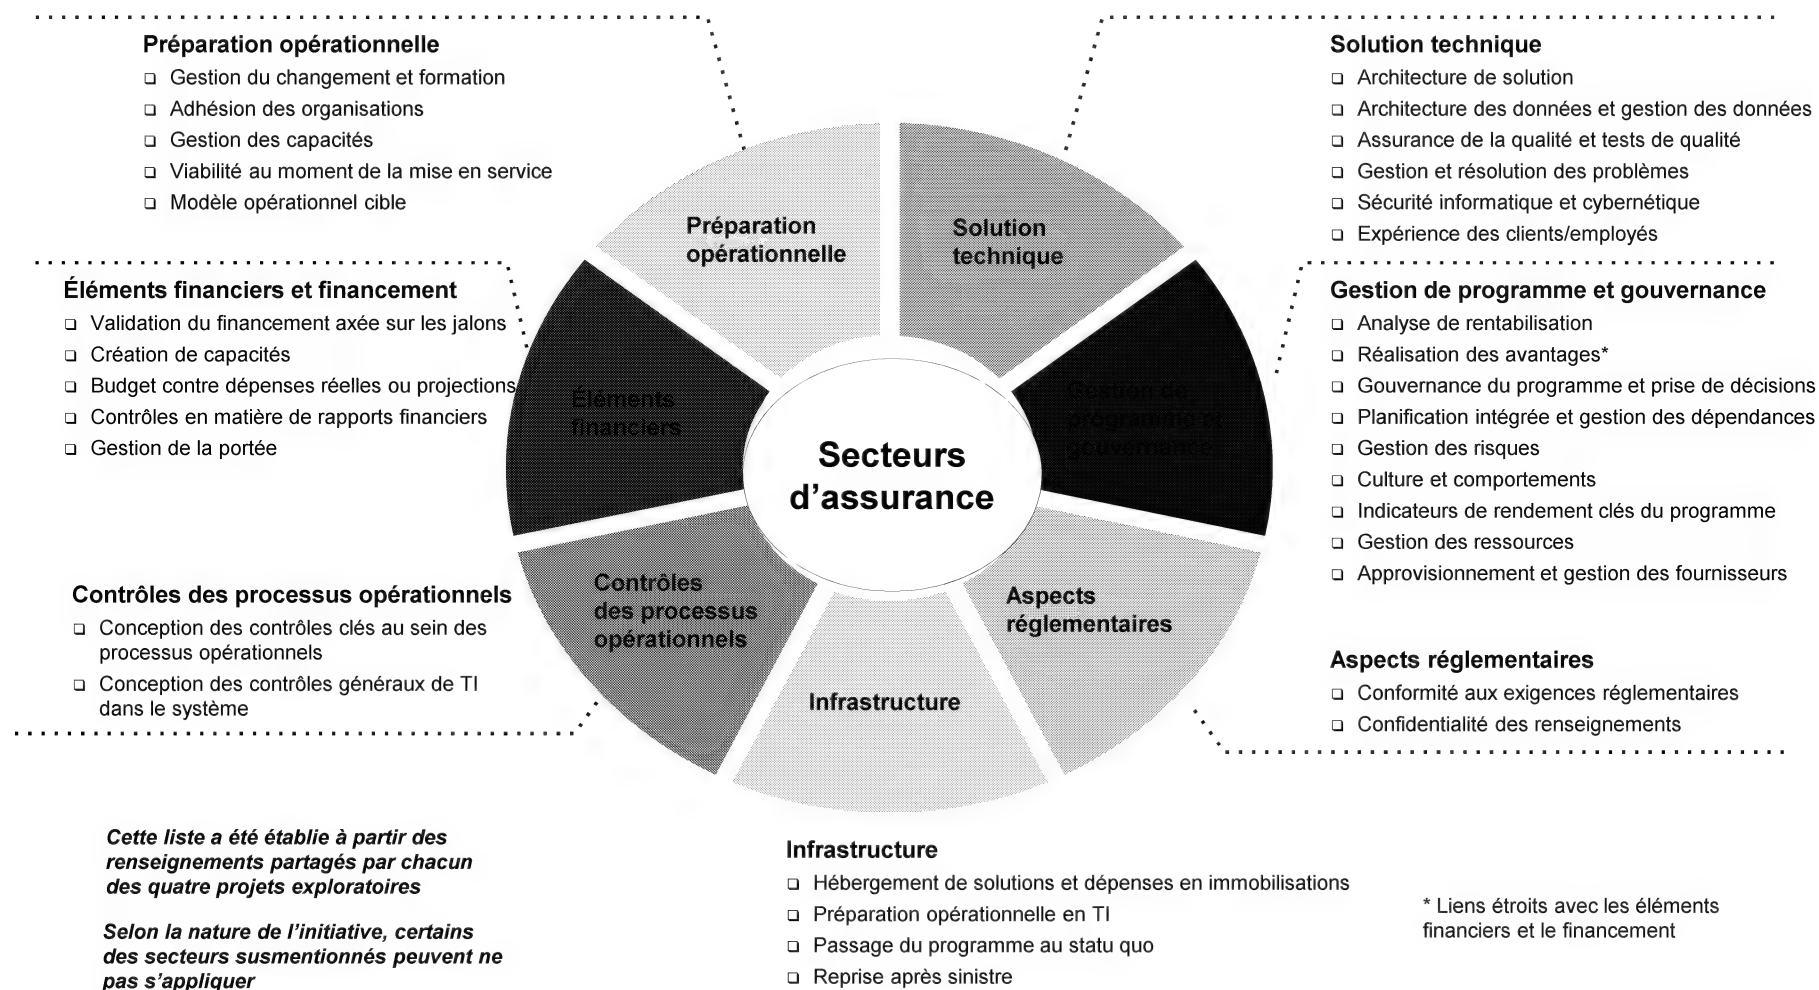 Préparation opérationnelle
❑ Gestion du changement et formation
❑ Adhésion des organisations
❑ Gestion des capacités
❑ Viabilité au moment de la mise en service
❑ Modèle opérationnel cible
Éléments financiers et financement
❑ Validation du financement axée sur les jalons
❑ Création de capacités
❑ Budget contre dépenses réelles ou projections
❑ Contrôles en matière de rapports financiers
❑ Gestion de la portée
Contrôles des processus opérationnels
❑ Conception des contrôles clés au sein des
processus opérationnels
❑ Conception des contrôles généraux de TI
dans le système
Préparation
opérationnelle
Solution
technique
Éléments
financiers
Gestion de
programme et
gouvernance
Secteurs
d’assurance
Contrôles
des processus
opérationnels
Aspects
réglementaires
Infrastructure
Solution technique
❑ Architecture de solution
❑ Architecture des données et gestion des données
❑ Assurance de la qualité et tests de qualité
❑ Gestion et résolution des problèmes
❑ Sécurité informatique et cybernétique
❑ Expérience des clients/employés
Gestion de programme et gouvernance
❑ Analyse de rentabilisation
❑ Réalisation des avantages*
❑ Gouvernance du programme et prise de décisions
❑ Planification intégrée et gestion des dépendances
❑ Gestion des risques
❑ Culture et comportements
❑ Indicateurs de rendement clés du programme
❑ Gestion des ressources
❑ Approvisionnement et gestion des fournisseurs
Aspects réglementaires
❑ Conformité aux exigences réglementaires
❑ Confidentialité des renseignements
Cette liste a été établie à partir des
renseignements partagés par chacun
des quatre projets exploratoires
Selon la nature de l’initiative, certains
des secteurs susmentionnés peuvent ne
pas s’appliquer
Infrastructure
❑ Hébergement de solutions et dépenses en immobilisations
❑ Préparation opérationnelle en TI
❑ Passage du programme au statu quo
❑ Reprise après sinistre
* Liens étroits avec les éléments
financiers et le financement